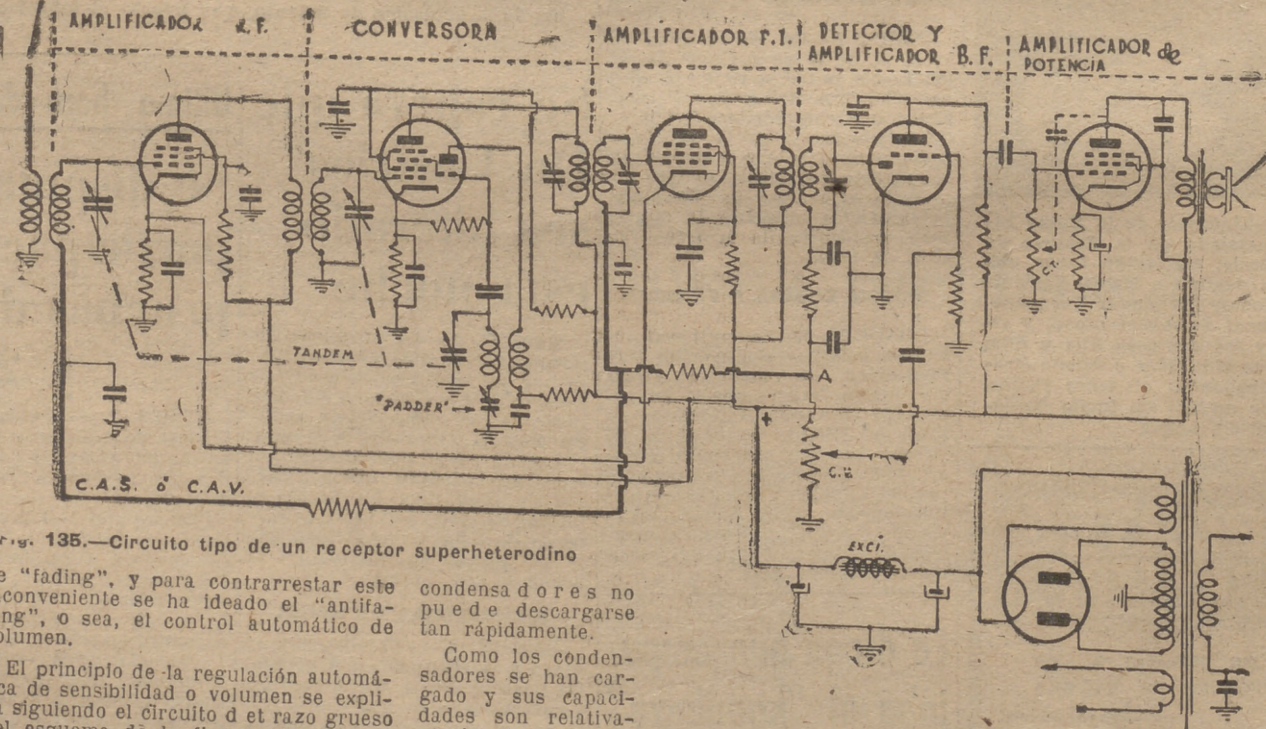 AMPLIFICADOR R.F.
CONVERSORA
AMPLIFICADOR F.I.
DETECTOR Y
AMPLIFICADOR B.F.
AMPLIFICADOR de
POTENCIA
TANDEM
"PADDER"
A
+
C.V.
C.T.
C.A.S. ó C.A.V.
EXCI.
Fig. 135.—Circuito tipo de un receptor superheterodino
e "fading", y para contrarrestar este
conveniente se ha ideado el "antifa-
ng", o sea, el control automático de
olumen.
El principio de la regulación automá-
ca de sensibilidad o volumen se expli-
a siguiendo el circuito d et razo grueso
condensadores no
puede descargarse
tan rápidamente.
Como los conden-
sadores se han car-
gado y sus capaci-
dades son relativa-